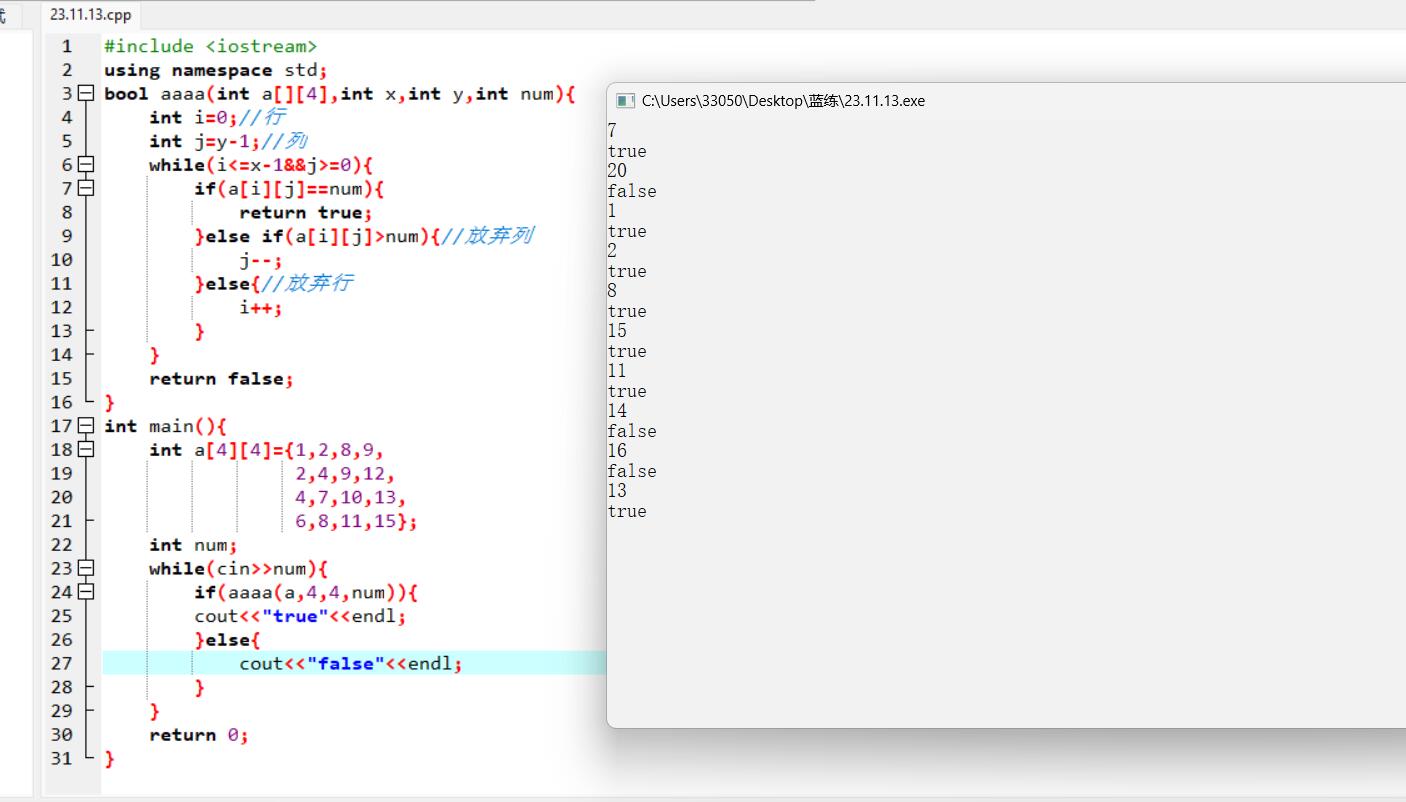 23.11.13.cpp
1 #include <iostream>
2 using namespace std;
3 bool aaaa(int a[][4],int x,int y,int num){
4 int i=0;//行
5 int j=y-1;//列
6 while(i<=x-1&&j>=0){
7 if(a[i][j]==num){
8 return true;
9 }else if(a[i][j]>num){//放弃列
10 j--;
11 }else{//放弃行
12 i++;
13 }
14 }
15 return false;
16 }
17 int main(){
18 int a[4][4]={1,2,8,9,
19 2,4,9,12,
20 4,7,10,13,
21 6,8,11,15};
22 int num;
23 while(cin>>num){
24 if(aaaa(a,4,4,num)){
25 cout<<"true"<<endl;
26 }else{
27 cout<<"false"<<endl;
28 }
29 }
30 return 0;
31 }
C:\Users\33050\Desktop\蓝练\23.11.13.exe
7
true
20
false
1
true
2
true
8
true
15
true
11
true
14
false
16
false
13
true